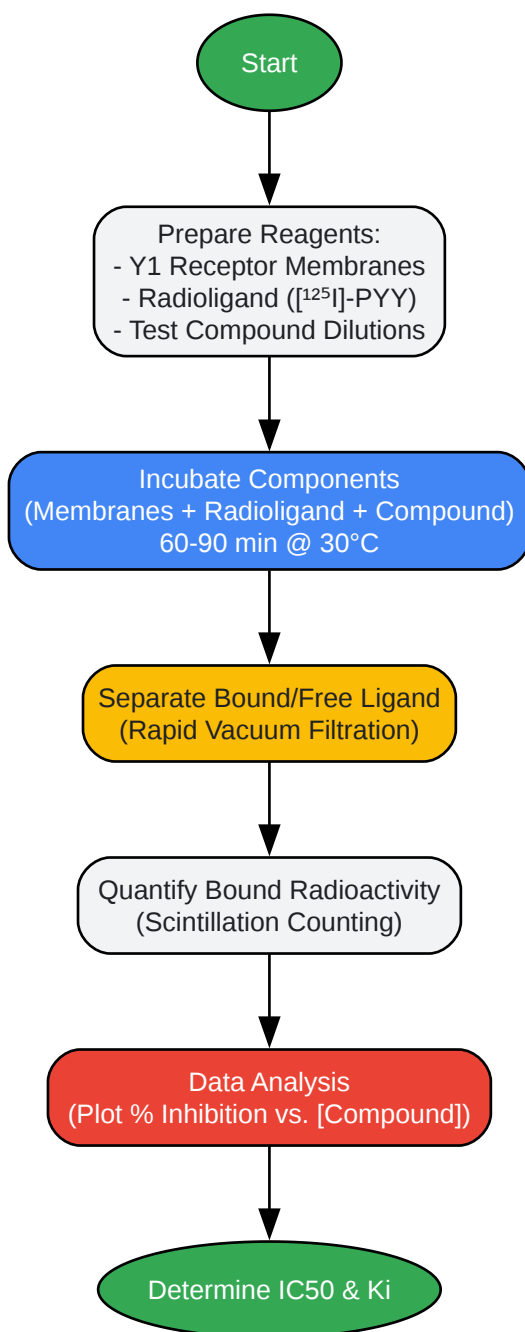 Start
Prepare Reagents:
- Y1 Receptor Membranes
- Radioligand ([¹²⁵I]-PYY)
- Test Compound Dilutions
Incubate Components
(Membranes + Radioligand + Compound)
60-90 min @ 30°C
Separate Bound/Free Ligand
(Rapid Vacuum Filtration)
Quantify Bound Radioactivity
(Scintillation Counting)
Data Analysis
(Plot % Inhibition vs. [Compound])
Determine IC50 & Ki